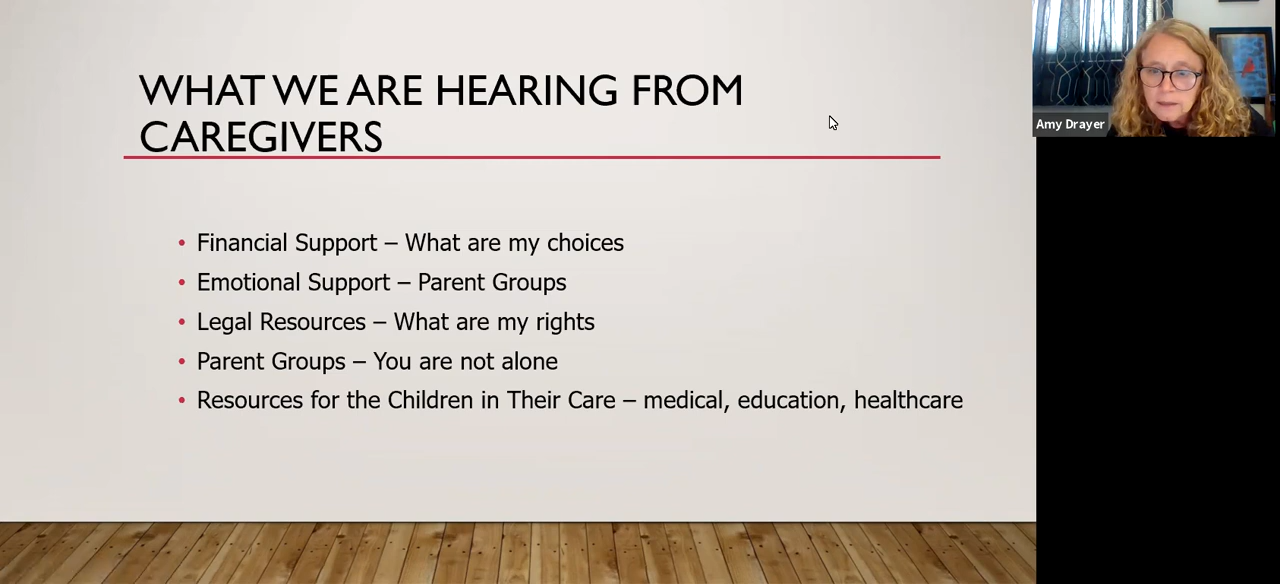 WHAT WE ARE HEARING FROM
CAREGIVERS
• Financial Support – What are my choices
• Emotional Support – Parent Groups
• Legal Resources – What are my rights
• Parent Groups – You are not alone
• Resources for the Children in Their Care – medical, education, healthcare
Amy Drayer